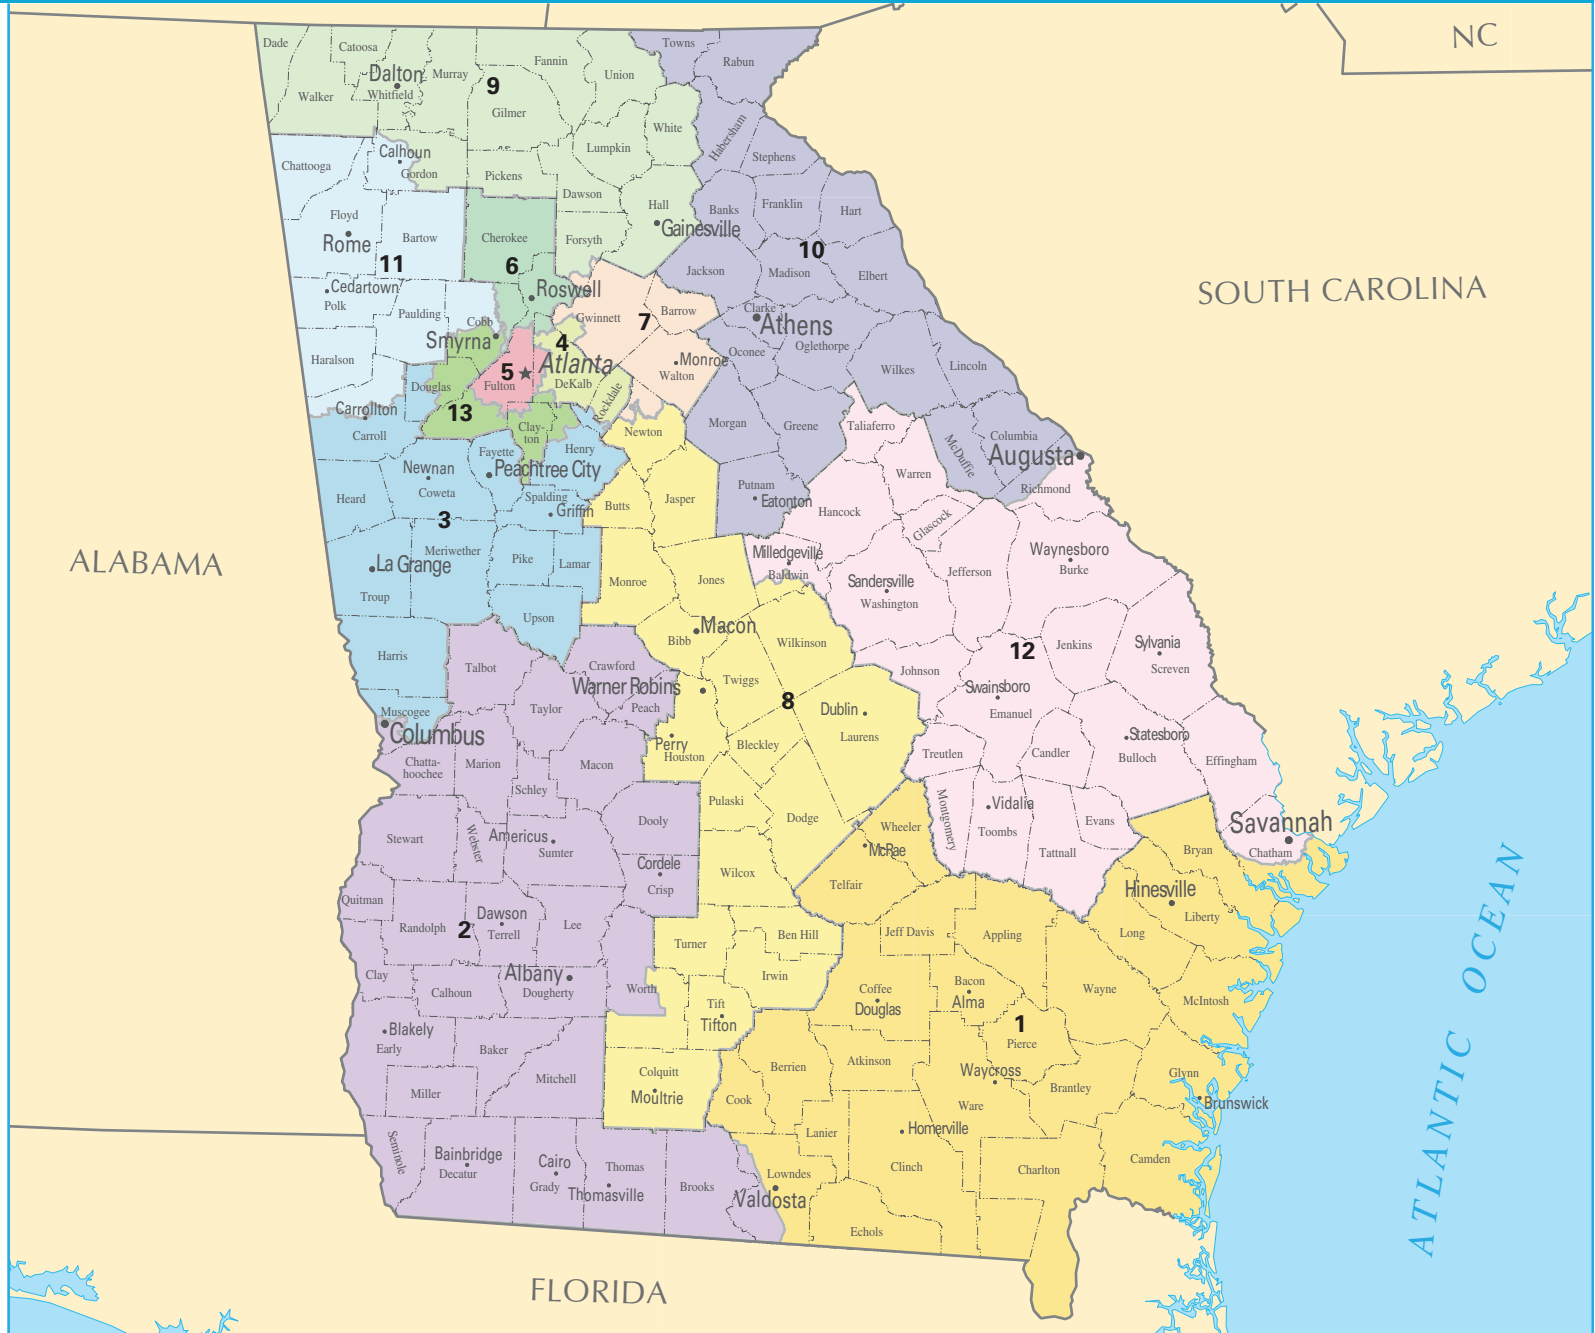 NC
Dade
Catoosa
Dalton
Whitfield
Murray
9
Fannin
Union
Towns
Rabun
Walker
Gilmer
White
Habersham
Lumpkin
Stephens
Chattooga
Calhoun
Gordon
Pickens
Dawson
Hall
Gainesville
Banks
Franklin
Hart
Floyd
Rome
Bartow
Cherokee
Forsyth
10
11
6
Jackson
Madison
Elbert
Cedartown
Polk
Roswell
SOUTH CAROLINA
Paulding
Cobb
Gwinnett
7
Barrow
Clarke
Athens
Smyrna
4
Oconee
Oglethorpe
Haralson
Atlanta
Monroe
Walton
Wilkes
Lincoln
5
Fulton
DeKalb
Douglas
Rockdale
Carrollton
13
Carroll
Clay-
ton
Newton
Morgan
Greene
Taliaferro
McDuffie
Columbia
Augusta
Richmond
Fayette
Henry
Newnan
Peachtree City
Coweta
Heard
Spalding
Griffin
Butts
Jasper
Putnam
Eatonton
Warren
Hancock
Glascock
3
ALABAMA
La Grange
Meriwether
Pike
Lamar
Troup
Monroe
Jones
Milledgeville
Baldwin
Sandersville
Washington
Jefferson
Waynesboro
Burke
Upson
Macon
Bibb
Wilkinson
Harris
Talbot
Crawford
Warner Robins
Peach
Taylor
Twiggs
8
Johnson
12
Jenkins
Sylvania
Screven
Swainsboro
Emanuel
Muscogee
Columbus
Dublin
Laurens
Perry
Houston
Bleckley
Treutlen
Candler
Statesboro
Bulloch
Effingham
Chatta-
hoochee
Marion
Macon
Schley
Pulaski
Dodge
Montgomery
Vidalia
Toombs
Evans
Tattnall
Savannah
Chatham
Stewart
Webster
Americus
Sumter
Dooly
Cordele
Crisp
Wheeler
McRae
Telfair
Wilcox
Bryan
Hinesville
Liberty
Long
Quitman
Randolph
2
Dawson
Terrell
Lee
Turner
Ben Hill
Irwin
Jeff Davis
Appling
Clay
Calhoun
Albany
Dougherty
Worth
Tift
Tifton
Coffee
Douglas
Bacon
Alma
Wayne
McIntosh
1
Pierce
Blakely
Early
Baker
Miller
Mitchell
Colquitt
Moultrie
Berrien
Cook
Atkinson
Waycross
Ware
Brantley
Glynn
Brunswick
Seminole
Bainbridge
Decatur
Cairo
Grady
Thomas
Thomasville
Brooks
Lanier
Homerville
Clinch
Charlton
Camden
Lowndes
Valdosta
Echols
FLORIDA
ATLANTIC OCEAN